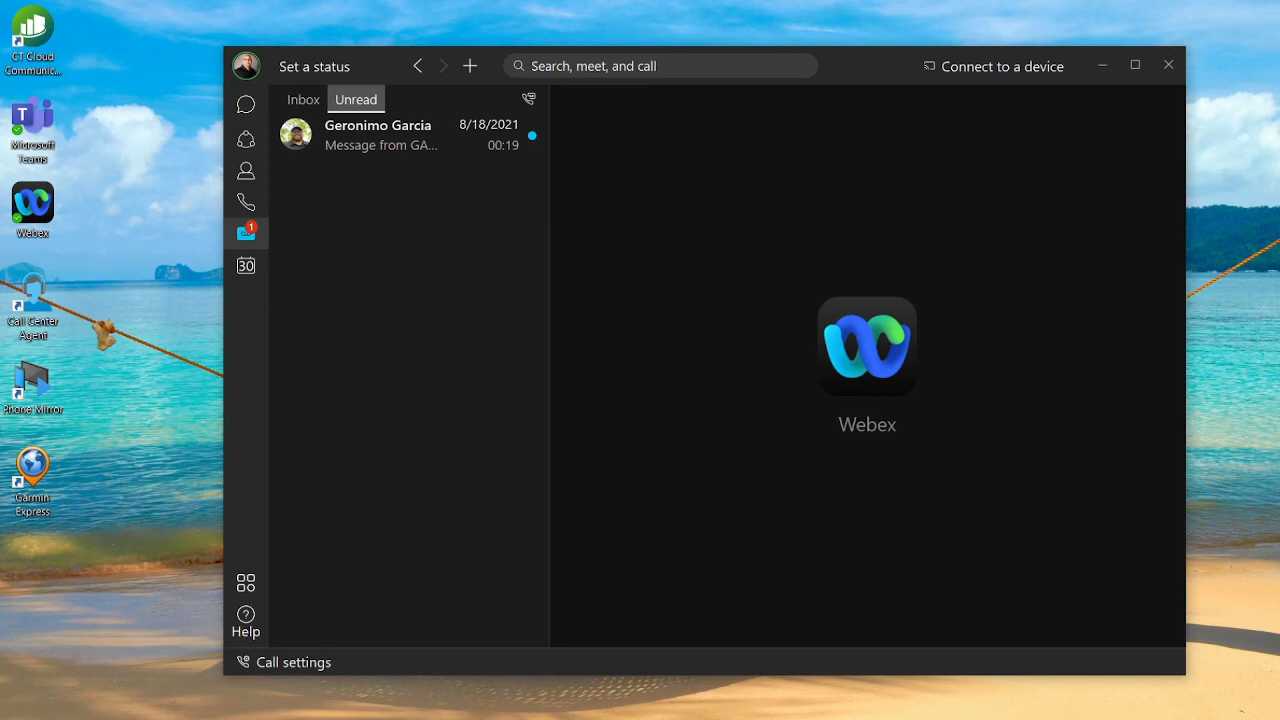 CT Cloud
Communic...
Microsoft
Teams
Webex
Call Center
Agent
Phone Mirror
Garmin
Express
Set a status
Search, meet, and call
Connect to a device
Inbox
Unread
Geronimo Garcia
8/18/2021
Message from GA...
00:19
1
30
Webex
Help
Call settings